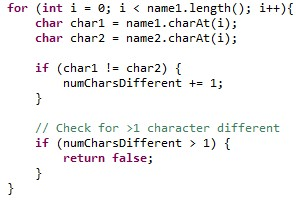 for (int i = 0; i < name1.length(); i++){
    char char1 = name1.charAt(i);
    char char2 = name2.charAt(i);

    if (char1 != char2) {
        numCharsDifferent += 1;
    }

    // Check for >1 character different
    if (numCharsDifferent > 1) {
        return false;
    }
}